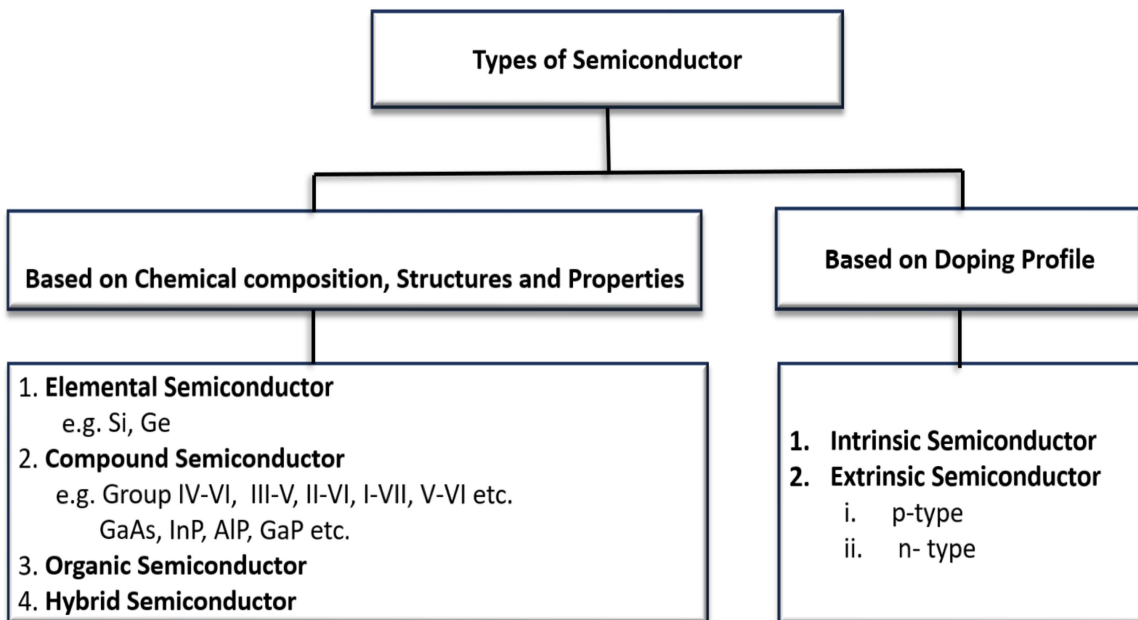 Types of Semiconductor
Based on Chemical composition, Structures and Properties
Based on Doping Profile
1. Elemental Semiconductor
e.g. Si, Ge
2. Compound Semiconductor
e.g. Group IV-VI, III-V, II-VI, I-VII, V-VI etc.
GaAs, InP, AlP, GaP etc.
3. Organic Semiconductor
4. Hybrid Semiconductor
1. Intrinsic Semiconductor
2. Extrinsic Semiconductor
i. p-type
ii. n- type